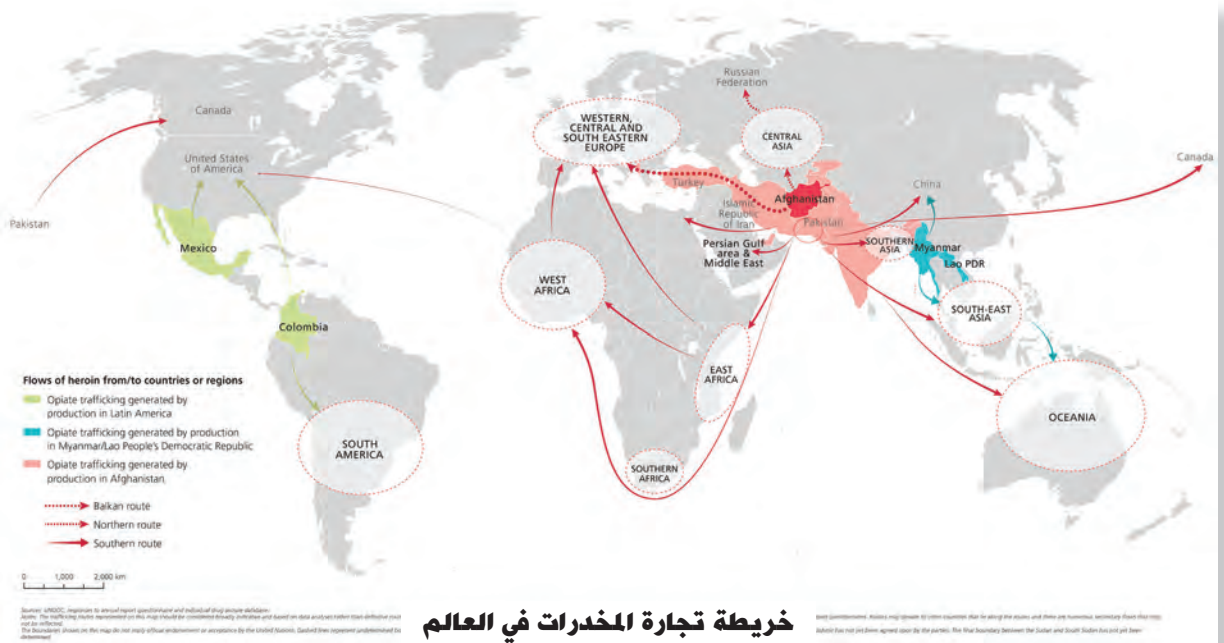 Russian
Federation
Canada
WESTERN,
CENTRAL AND
SOUTH EASTERN
EUROPE
CENTRAL
ASIA
United States
of America
Canada
Turkey
Afghanistan
China
Islamic
Republic
of Iran
Pakistan
Pakistan
Mexico
Persian Gulf
area &
Middle East
SOUTHERN
ASIA
Myanmar
Lao PDR
WEST
AFRICA
SOUTH-EAST
ASIA
Colombia
EAST
AFRICA
OCEANIA
SOUTH
AMERICA
SOUTHERN
AFRICA
Flows of heroin from/to countries or regions
Opiate trafficking generated by
production in Latin America
Opiate trafficking generated by production
in Myanmar/Lao People's Democratic Republic
Opiate trafficking generated by
production in Afghanistan
Balkan route
Northern route
Southern route
0 1,000 2,000 km
خريطة تجارة المخدرات في العالم